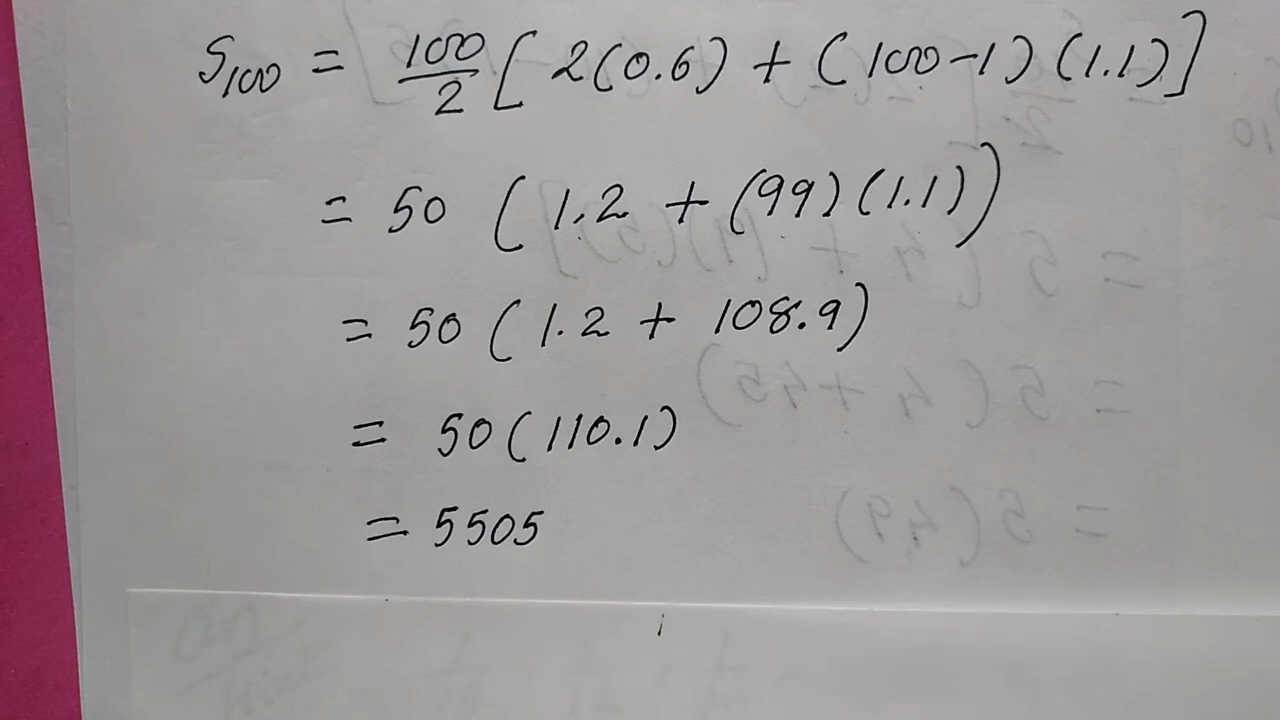 S₁₀₀ = 100/2 [ 2(0.6) + (100-1) (1.1) ]
= 50 ( 1.2 + (99) (1.1) )
= 50 ( 1.2 + 108.9 )
= 50 ( 110.1 )
= 5505